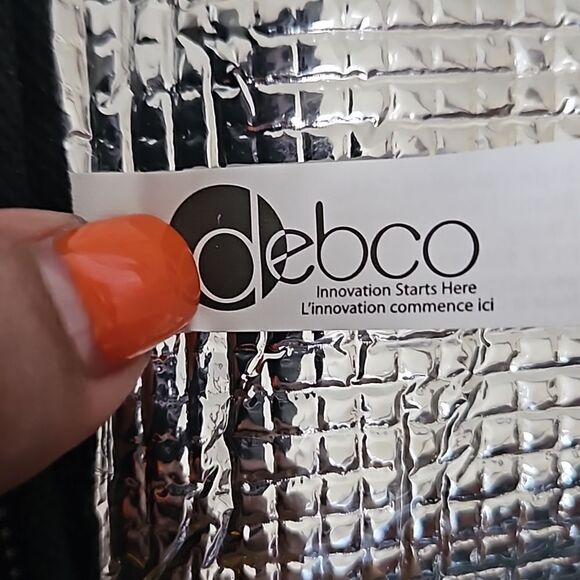 debco
Innovation Starts Here
L'innovation commence ici